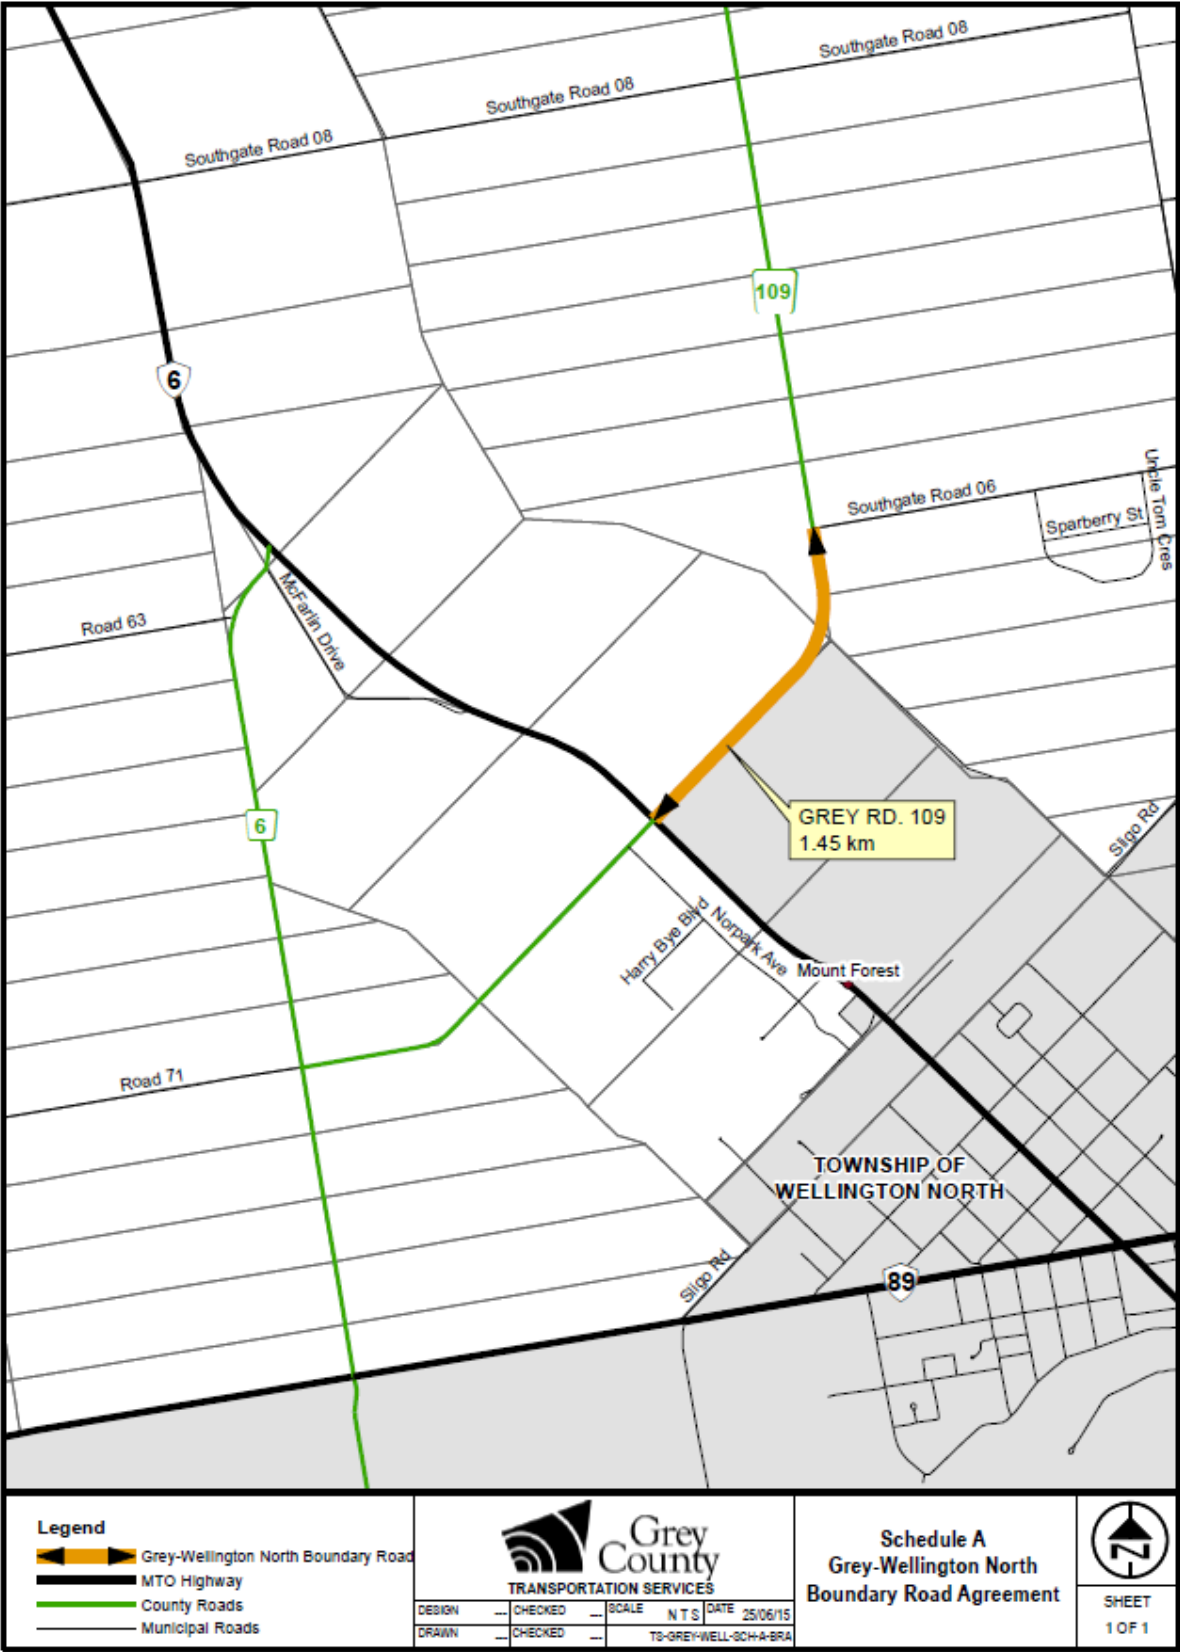 Southgate Road 08
Southgate Road 08
Southgate Road 08
109
6
Southgate Road 06
Uncle Tom Cres
Sparberry St
McFarlin Drive
Road 63
GREY RD. 109
1.45 km
6
Sligo Rd
Harry Bye Blvd
Norpark Ave
Mount Forest
Road 71
TOWNSHIP OF
WELLINGTON NORTH
Sligo Rd
89
Legend
Grey-Wellington North Boundary Road
MTO Highway
County Roads
Municipal Roads
Grey
County
TRANSPORTATION SERVICES
DESIGN --- CHECKED --- SCALE N T S DATE 25/06/15
DRAWN --- CHECKED --- TS-GREY-WELL-SCH-A-BRA
Schedule A
Grey-Wellington North
Boundary Road Agreement
N
SHEET
1 OF 1